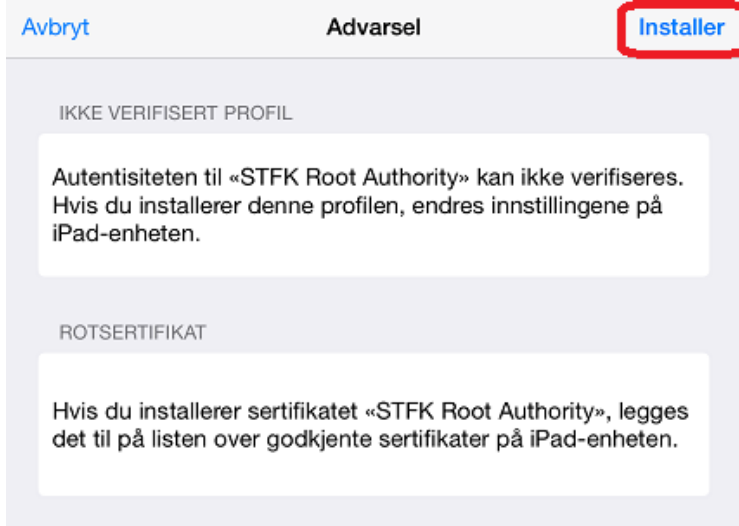 Avbryt Advarsel Installer
IKKE VERIFISERT PROFIL
Autentisiteten til «STFK Root Authority» kan ikke verifiseres.
Hvis du installerer denne profilen, endres innstillingene på
iPad-enheten.
ROTSERTIFIKAT
Hvis du installerer sertifikatet «STFK Root Authority», legges
det til på listen over godkjente sertifikater på iPad-enheten.